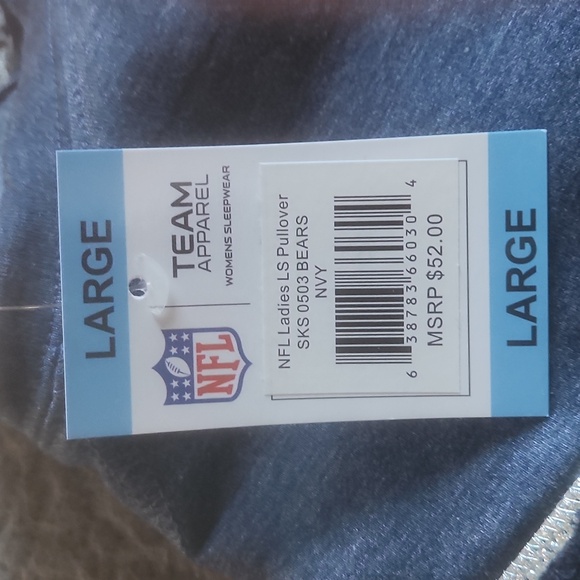 LARGE
TEAM
APPAREL
WOMENS SLEEPWEAR
NFL
NFL Ladies LS Pullover
SKS 0503 BEARS
NVY
6 38783 66030 4
MSRP $52.00
LARGE